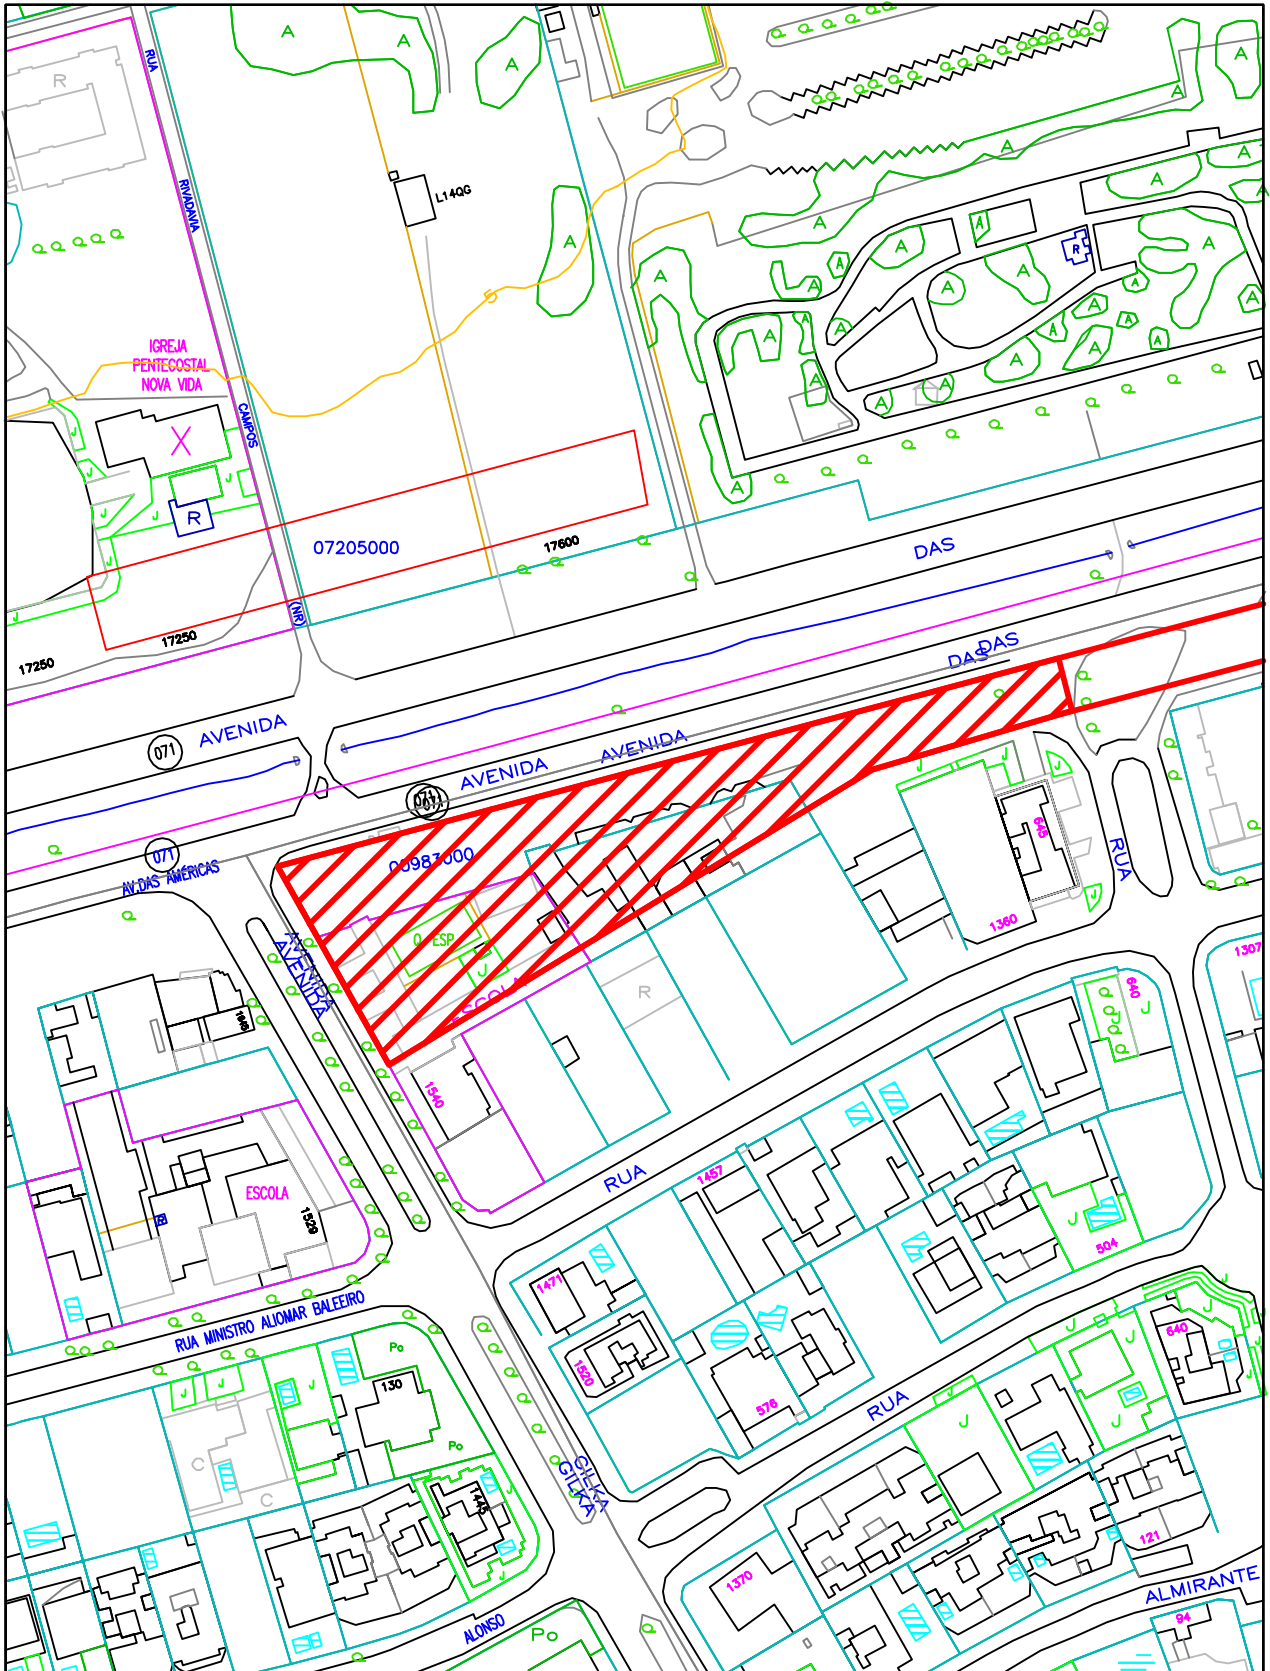 RUA
RIVADAVIA
CAMPOS
(NR)
R
L14QG
5
IGREJA
PENTECOSTAL
NOVA VIDA
R
R
07205000
17600
17250
17250
DAS
DAS
DAS
071
AVENIDA
AVENIDA
AVENIDA
071
AV.DAS AMÉRICAS
Q. ESP
ESCOLA
R
645
1360
RUA
1307
640
1540
AVENIDA
AVENIDA
ESCOLA
1529
RUA
1457
504
1471
1520
576
640
RUA MINISTRO ALIOMAR BALEEIRO
130
Po
Po
C
C
1445
GILKA
GILKA
RUA
121
1370
ALMIRANTE
94
ALONSO
Po